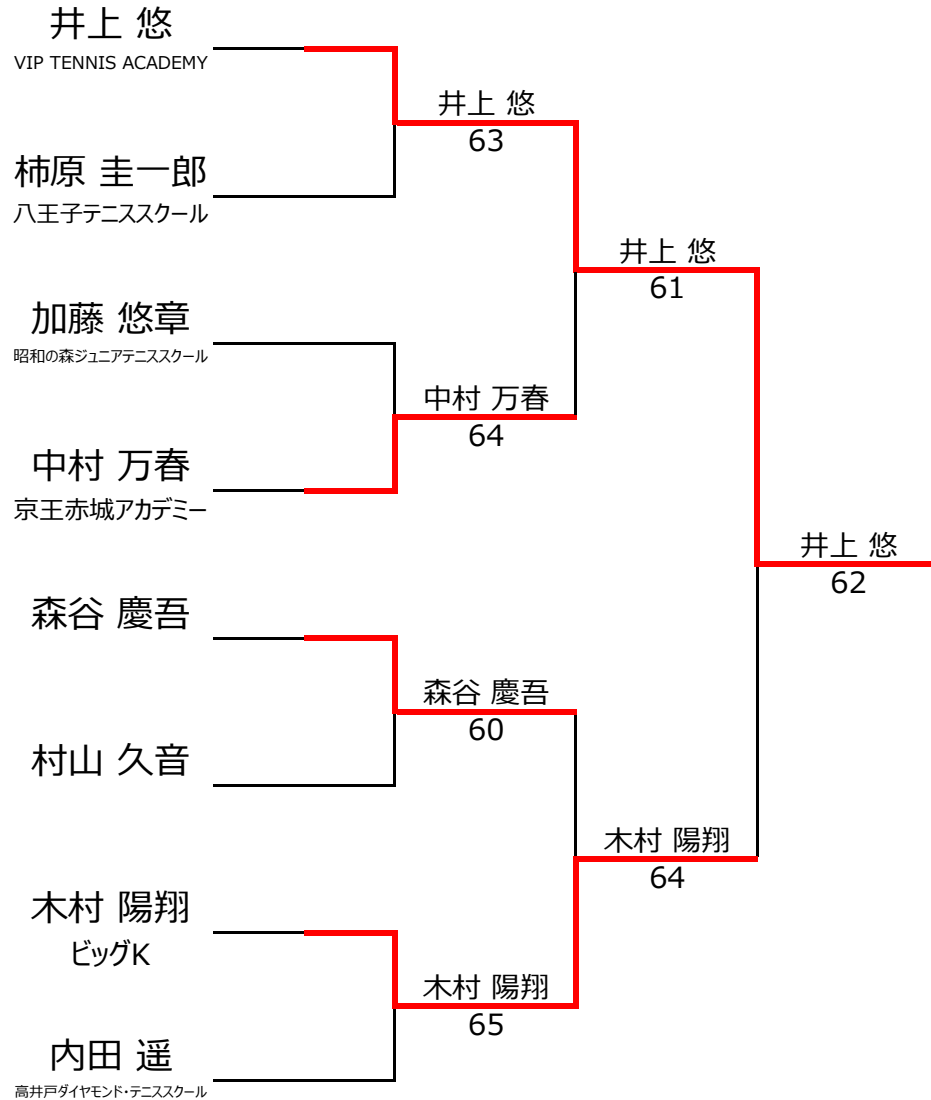 井上 悠
VIP TENNIS ACADEMY
井上 悠
63
柿原 圭一郎
八王子テニススクール
井上 悠
61
加藤 悠章
昭和の森ジュニアテニススクール
中村 万春
64
中村 万春
京王赤城アカデミー
井上 悠
62
森谷 慶吾
森谷 慶吾
60
村山 久音
木村 陽翔
64
木村 陽翔
ビッグK
木村 陽翔
65
内田 遥
高井戸ダイヤモンド・テニススクール